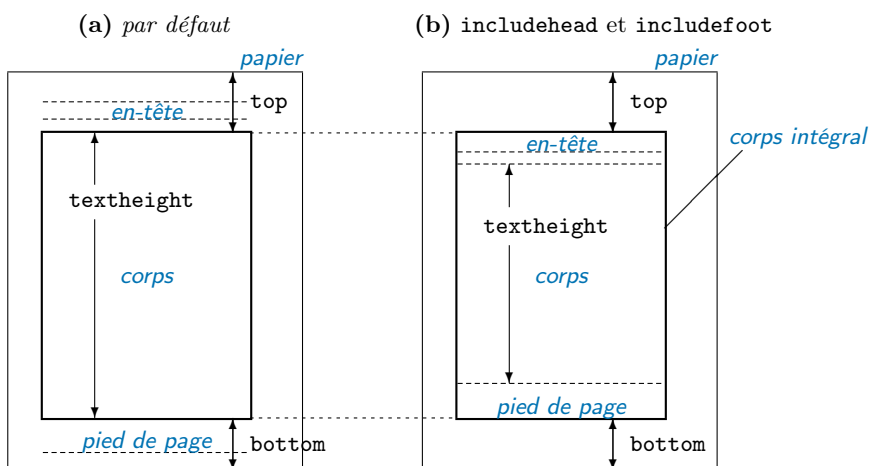 (a) par défaut
papier
top
en-tête
textheight
corps
pied de page
bottom
(b) includehead et includefoot
papier
top
en-tête
corps intégral
textheight
corps
pied de page
bottom